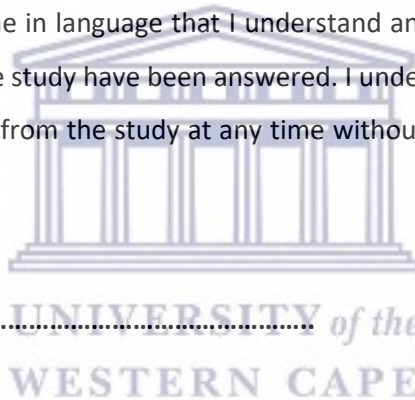 e in language that I understand an
study have been answered. I unde
from the study at any time withou
........................................
UNIVERSITY of the
WESTERN CAPE